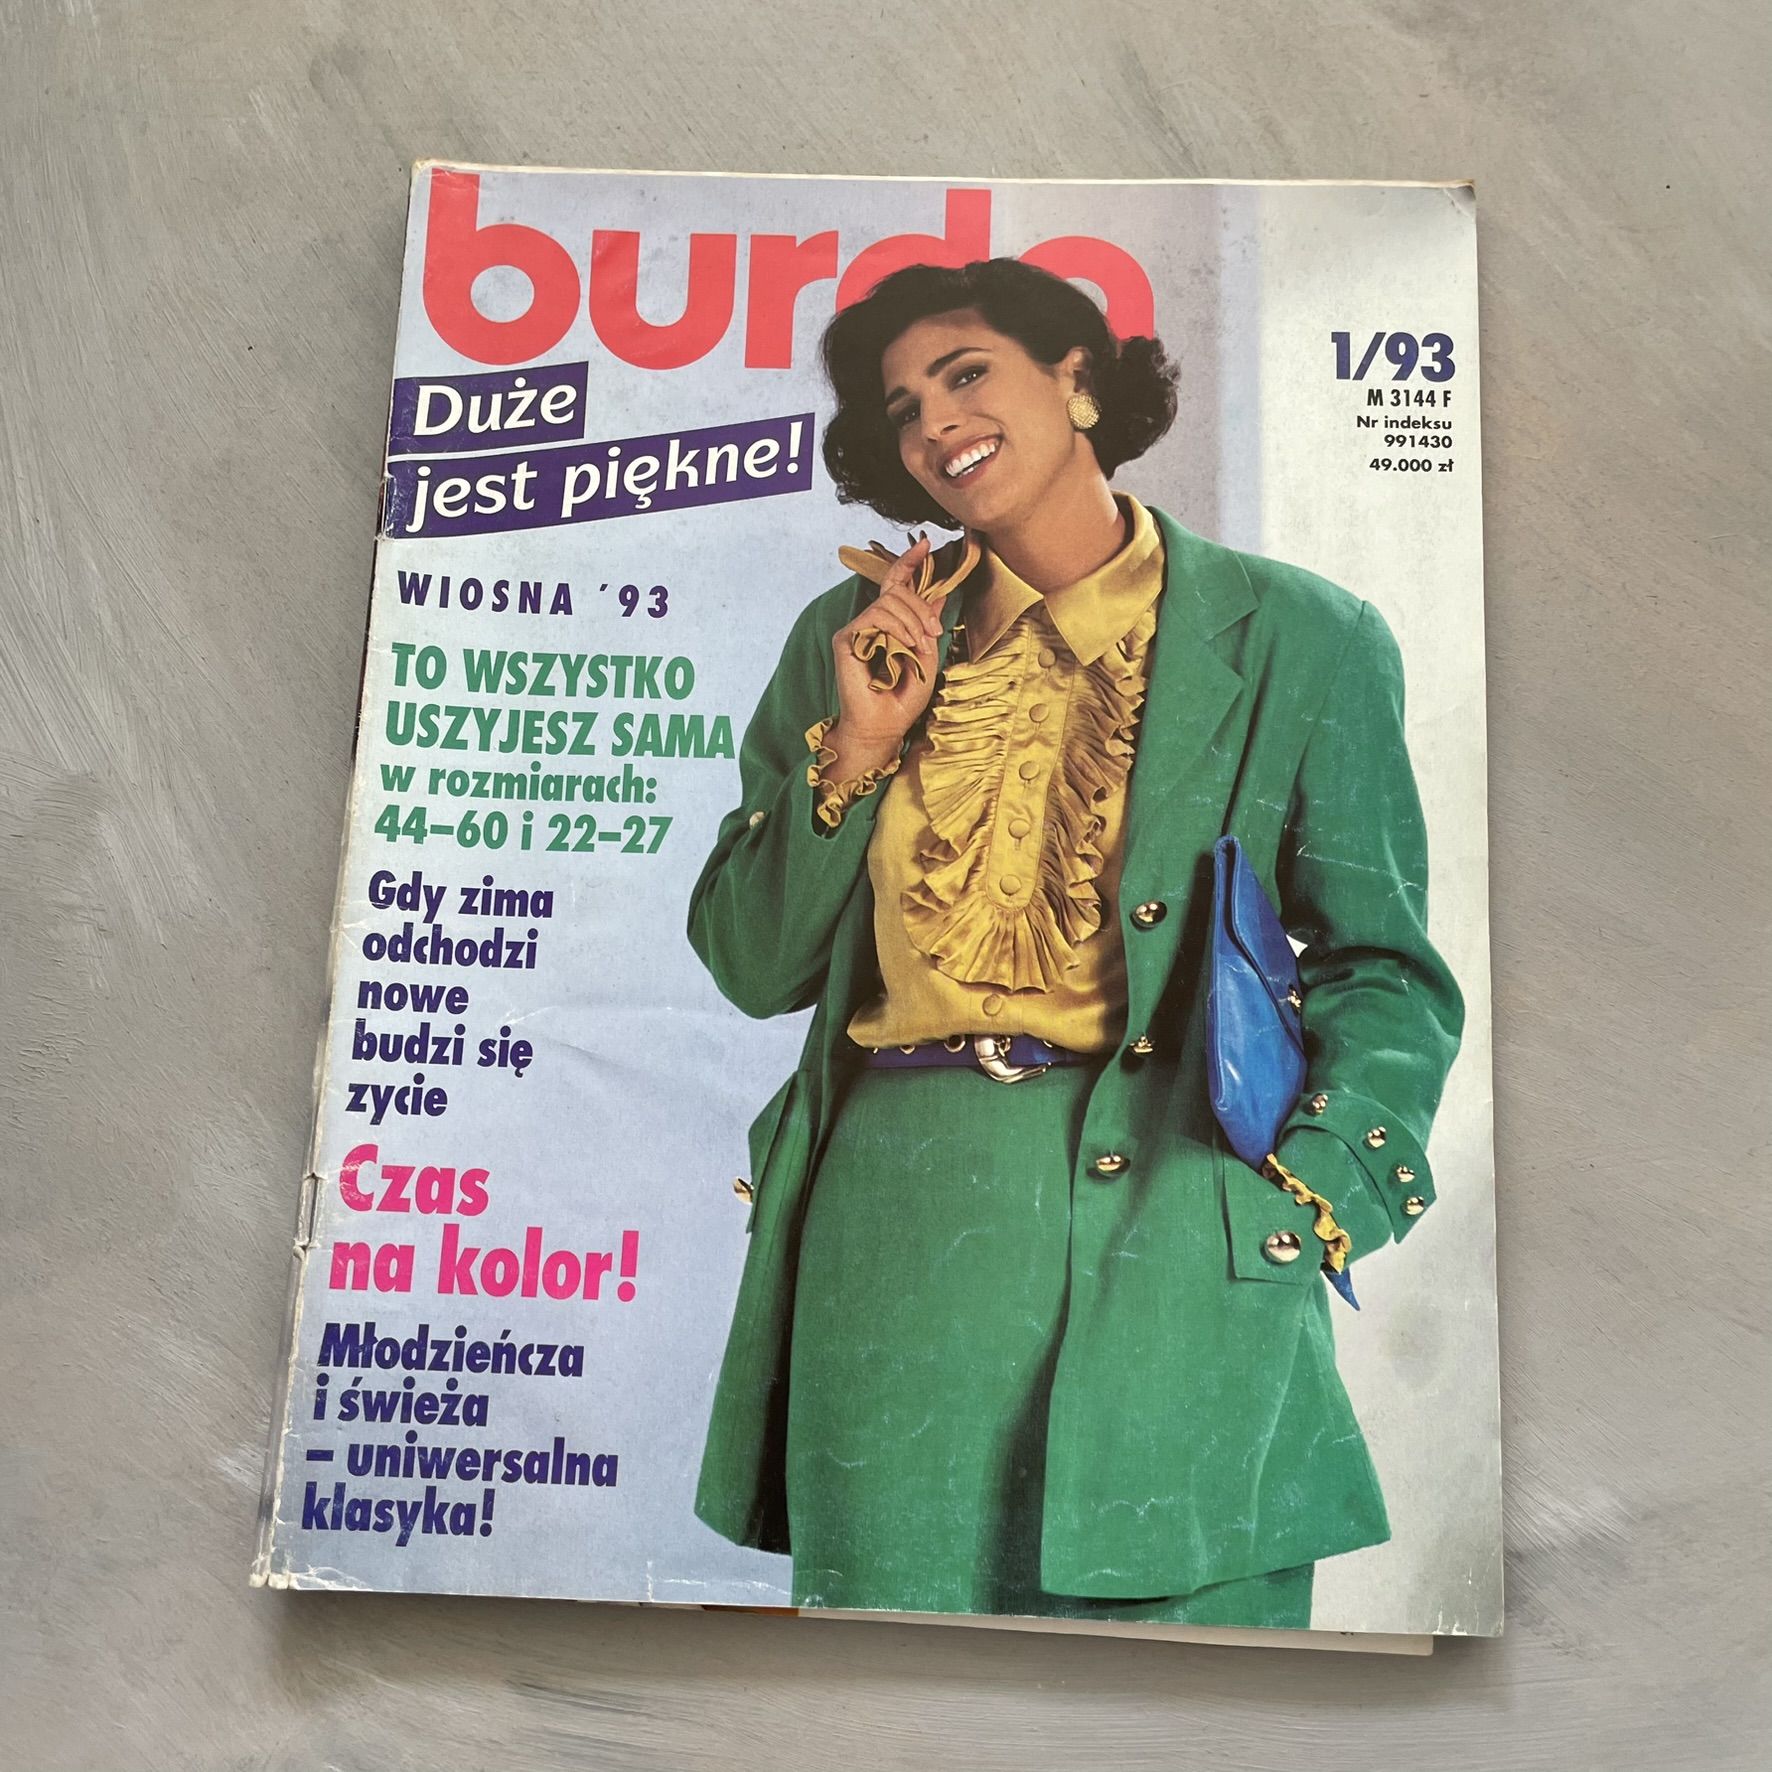 burda
Duże
jest piękne!
1/93
M 3144 F
Nr indeksu
991430
49.000 zł
WIOSNA ´93
TO WSZYSTKO
USZYJESZ SAMA
w rozmiarach:
44–60 i 22–27
Gdy zima
odchodzi
nowe
budzi się
zycie
Czas
na kolor!
Młodzieńcza
i świeża
– uniwersalna
klasyka!